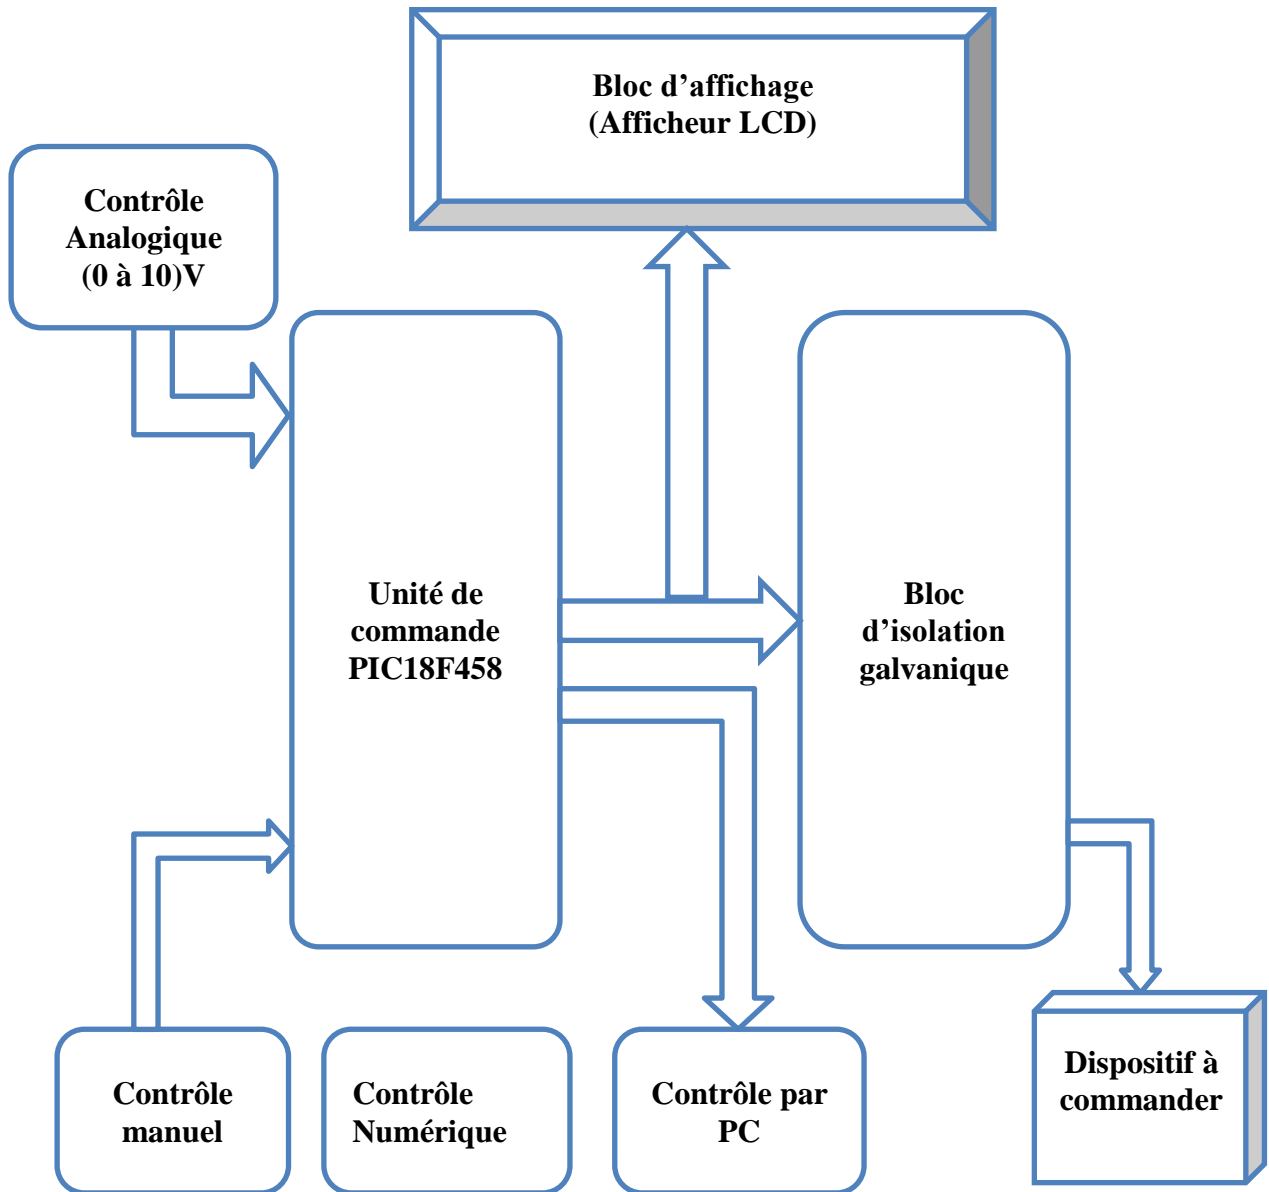 Bloc d’affichage
(Afficheur LCD)
Contrôle
Analogique
(0 à 10)V
Unité de
commande
PIC18F458
Bloc
d’isolation
galvanique
Contrôle
manuel
Contrôle
Numérique
Contrôle par
PC
Dispositif à
commander